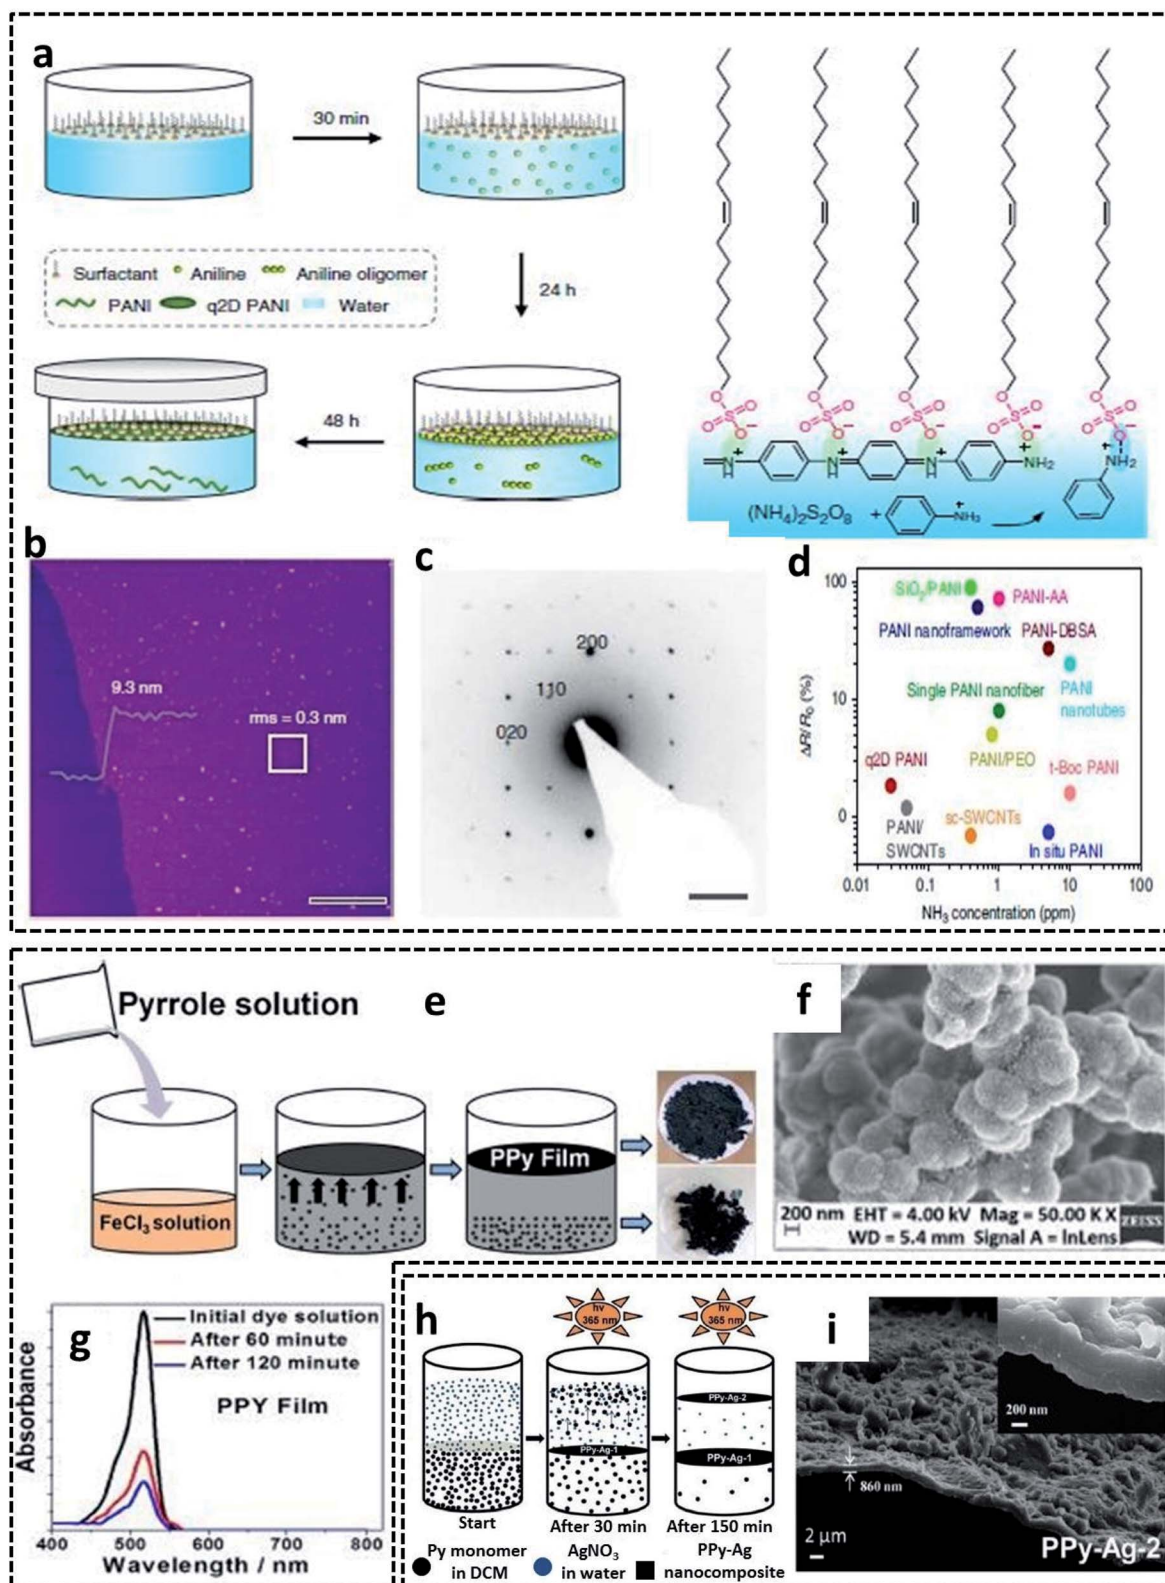 a
30 min
Surfactant Aniline Aniline oligomer
PANI q2D PANI Water
24 h
48 h
O O O O O
O=S=O O=S=O O=S=O O=S=O O=S=O
O⁻ O⁻ O⁻ O⁻ O⁻
N N N NH₂ NH₂
H H H
(NH₄)₂S₂O₈ + NH₃
b
9.3 nm
rms = 0.3 nm
c
200
110
020
d
100
10
0
ΔR/R₀ (%)
SiO₂/PANI
PANI-AA
PANI nanoframework
PANI-DBSA
Single PANI nanofiber
PANI
nanotubes
q2D PANI
PANI/PEO
t-Boc PANI
PANI/
SWCNTs
sc-SWCNTs
In situ PANI
0.01 0.1 1 10 100
NH₃ concentration (ppm)
Pyrrole solution
e
FeCl₃ solution
PPy Film
f
200 nm EHT = 4.00 kV Mag = 50.00 K X
WD = 5.4 mm Signal A = InLens
ZEISS
g
Initial dye solution
After 60 minute
After 120 minute
PPY Film
Absorbance
400 500 600 700 800
Wavelength / nm
h
hv
365 nm
hv
365 nm
PPy-Ag-1
PPy-Ag-2
PPy-Ag-1
Start After 30 min After 150 min
Py monomer
in DCM
AgNO₃
in water
PPy-Ag
nanocomposite
i
200 nm
860 nm
2 μm
PPy-Ag-2